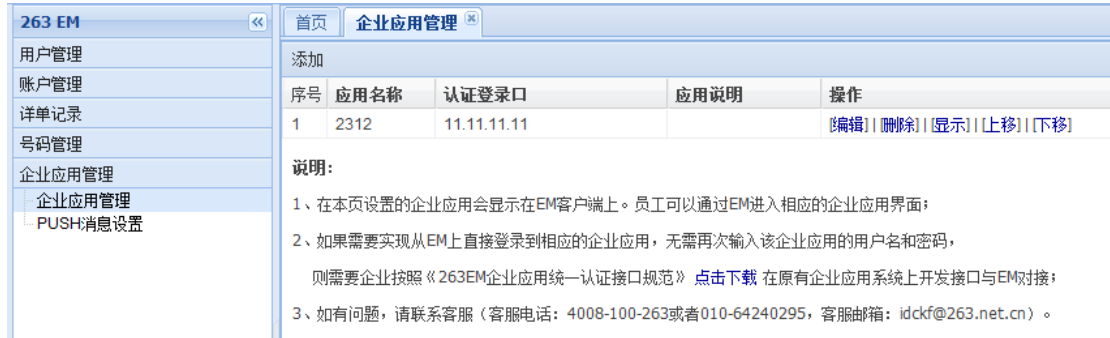 263 EM
用户管理
账户管理
详单记录
号码管理
企业应用管理
企业应用管理
PUSH消息设置
首页 企业应用管理
添加
序号 应用名称 认证登录口 应用说明 操作
1 2312 11.11.11.11 [编辑] | [删除] | [显示] | [上移] | [下移]
说明:
1、在本页设置的企业应用会显示在EM客户端上。员工可以通过EM进入相应的企业应用界面;
2、如果需要实现从EM上直接登录到相应的企业应用,无需再次输入该企业应用的用户名和密码,
则需要企业按照《263EM企业应用统一认证接口规范》 点击下载 在原有企业应用系统上开发接口与EM对接;
3、如有问题,请联系客服(客服电话:4008-100-263或者010-64240295,客服邮箱:idckf@263.net.cn)。